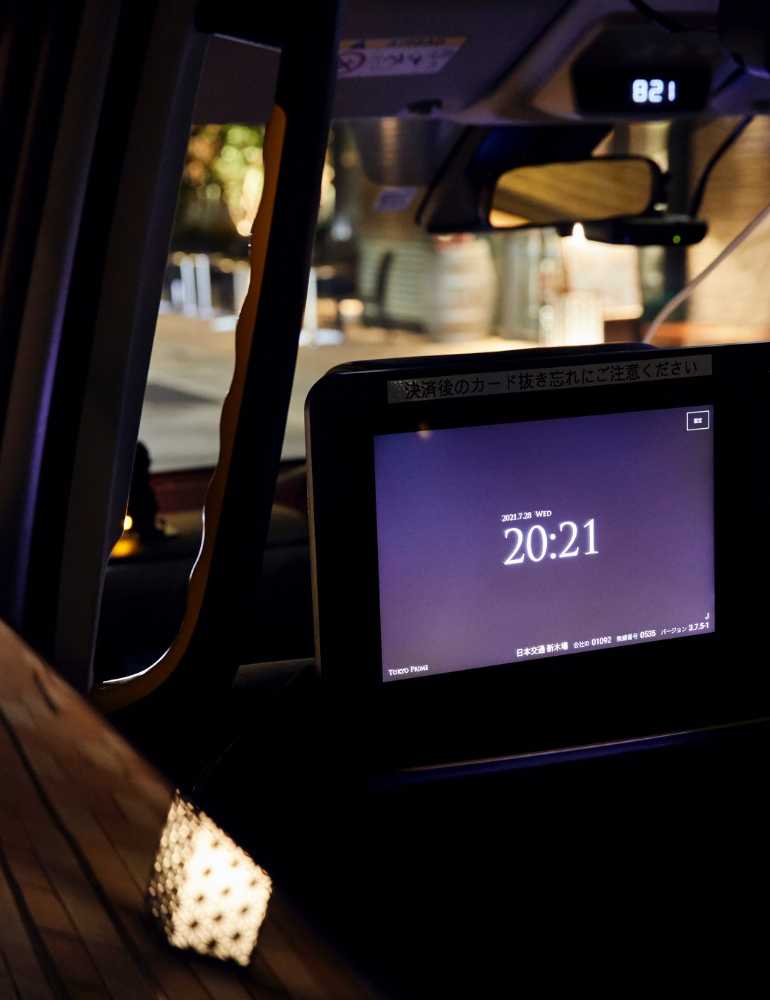 821
決済後のカード抜き忘れにご注意ください
設定
2021.7.28 WED
20:21
J
日本交通 新木場 会社ID 01092 無線番号 0535 バージョン 3.7.5-1
TOKYO PRIME